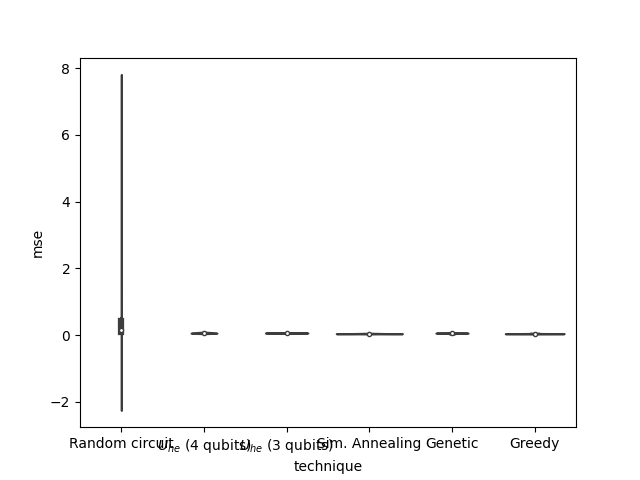 8
6
4
2
0
−2
mse
Random circuit U_he (4 qubits) U_he (3 qubits) Sim. Annealing Genetic Greedy
technique